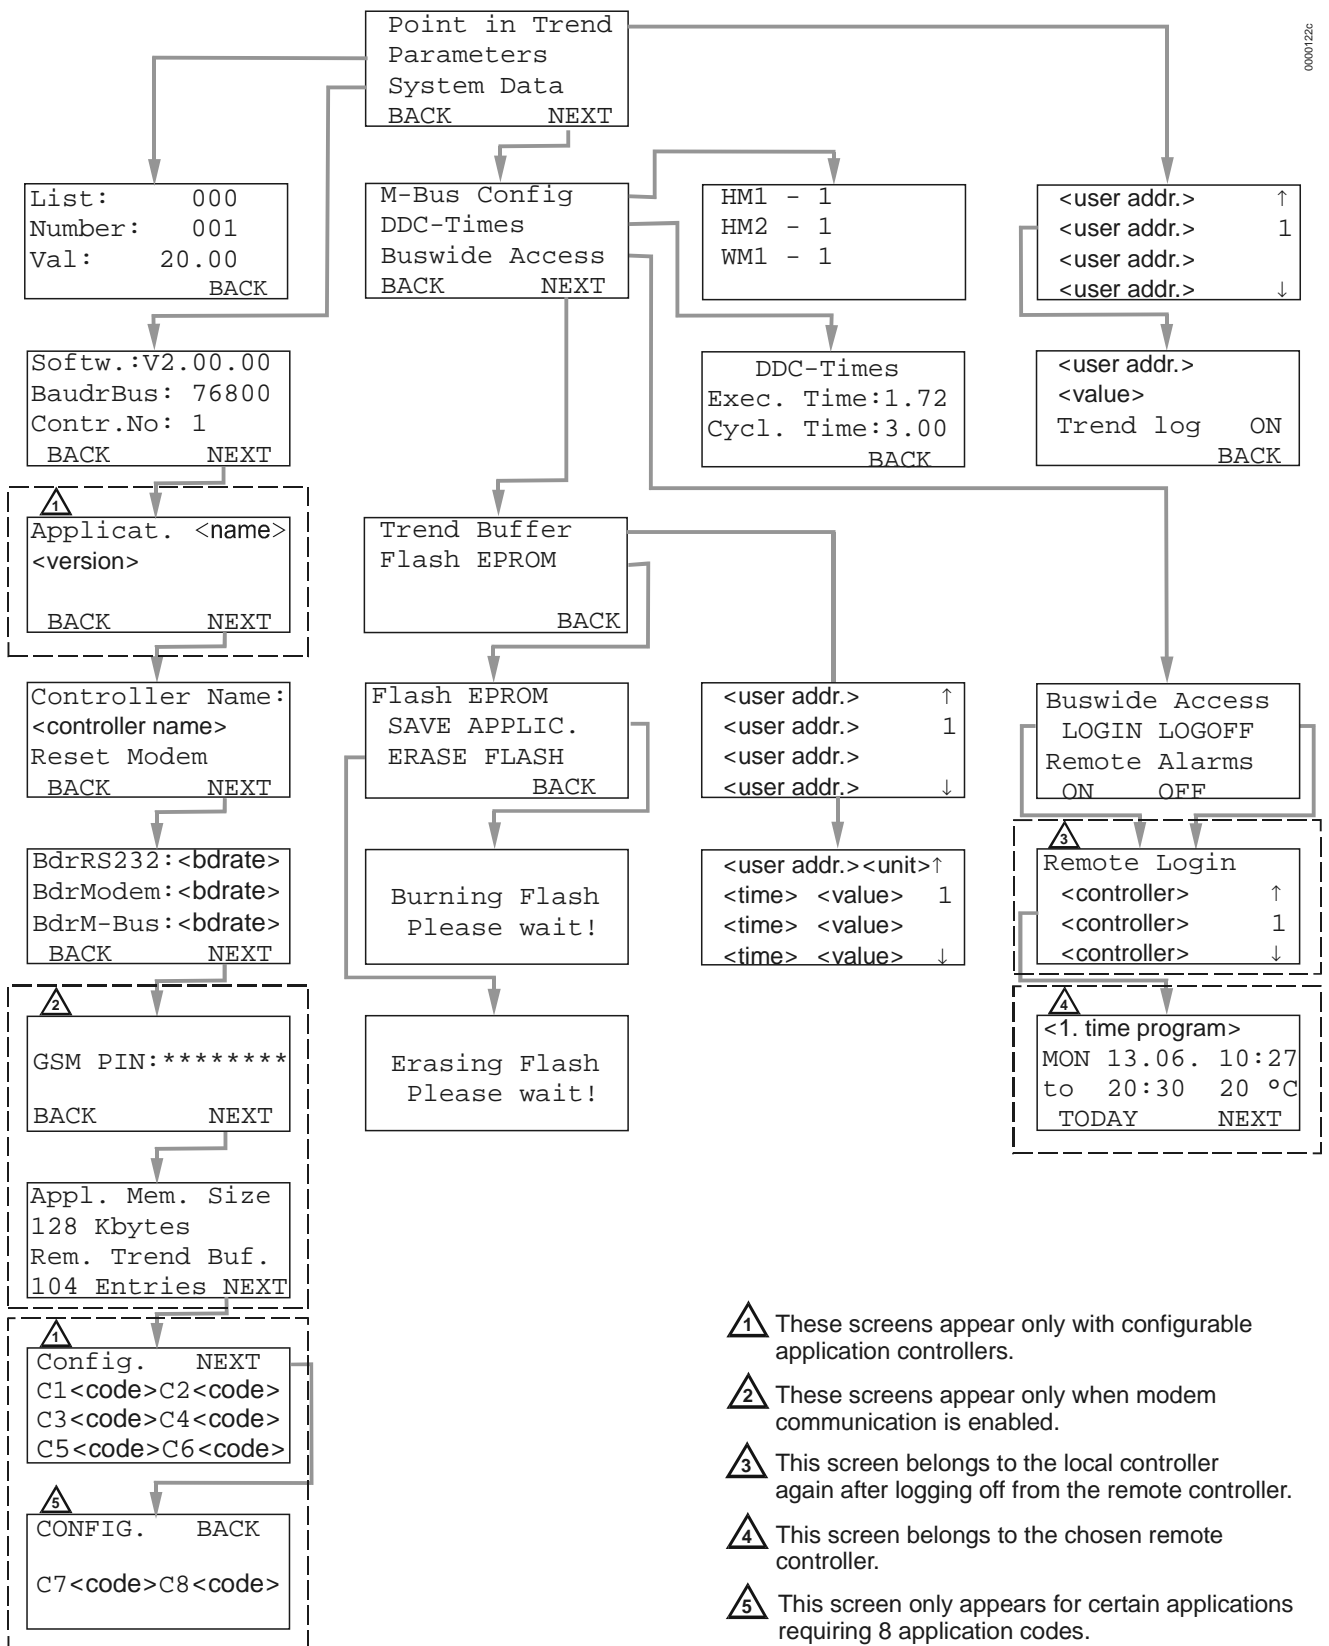 0000122c
Point in Trend
Parameters
System Data
BACK NEXT
List: 000
Number: 001
Val: 20.00
BACK
M-Bus Config
DDC-Times
Buswide Access
BACK NEXT
HM1 - 1
HM2 - 1
WM1 - 1
<user addr.> ↑
<user addr.> 1
<user addr.>
<user addr.> ↓
Softw.:V2.00.00
BaudrBus: 76800
Contr.No: 1
BACK NEXT
DDC-Times
Exec. Time:1.72
Cycl. Time:3.00
BACK
<user addr.>
<value>
Trend log ON
BACK
1
Applicat. <name>
<version>
BACK NEXT
Trend Buffer
Flash EPROM
BACK
Controller Name:
<controller name>
Reset Modem
BACK NEXT
Flash EPROM
SAVE APPLIC.
ERASE FLASH
BACK
<user addr.> ↑
<user addr.> 1
<user addr.>
<user addr.> ↓
Buswide Access
LOGIN LOGOFF
Remote Alarms
ON OFF
BdrRS232:<bdrate>
BdrModem:<bdrate>
BdrM-Bus:<bdrate>
BACK NEXT
Burning Flash
Please wait!
<user addr.><unit>↑
<time> <value> 1
<time> <value>
<time> <value> ↓
3
Remote Login
<controller> ↑
<controller> 1
<controller> ↓
2
GSM PIN:********
BACK NEXT
Erasing Flash
Please wait!
4
<1. time program>
MON 13.06. 10:27
to 20:30 20 °C
TODAY NEXT
Appl. Mem. Size
128 Kbytes
Rem. Trend Buf.
104 Entries NEXT
1
Config. NEXT
C1<code>C2<code>
C3<code>C4<code>
C5<code>C6<code>
5
CONFIG. BACK
C7<code>C8<code>
1 These screens appear only with configurable
application controllers.
2 These screens appear only when modem
communication is enabled.
3 This screen belongs to the local controller
again after logging off from the remote controller.
4 This screen belongs to the chosen remote
controller.
5 This screen only appears for certain applications
requiring 8 application codes.